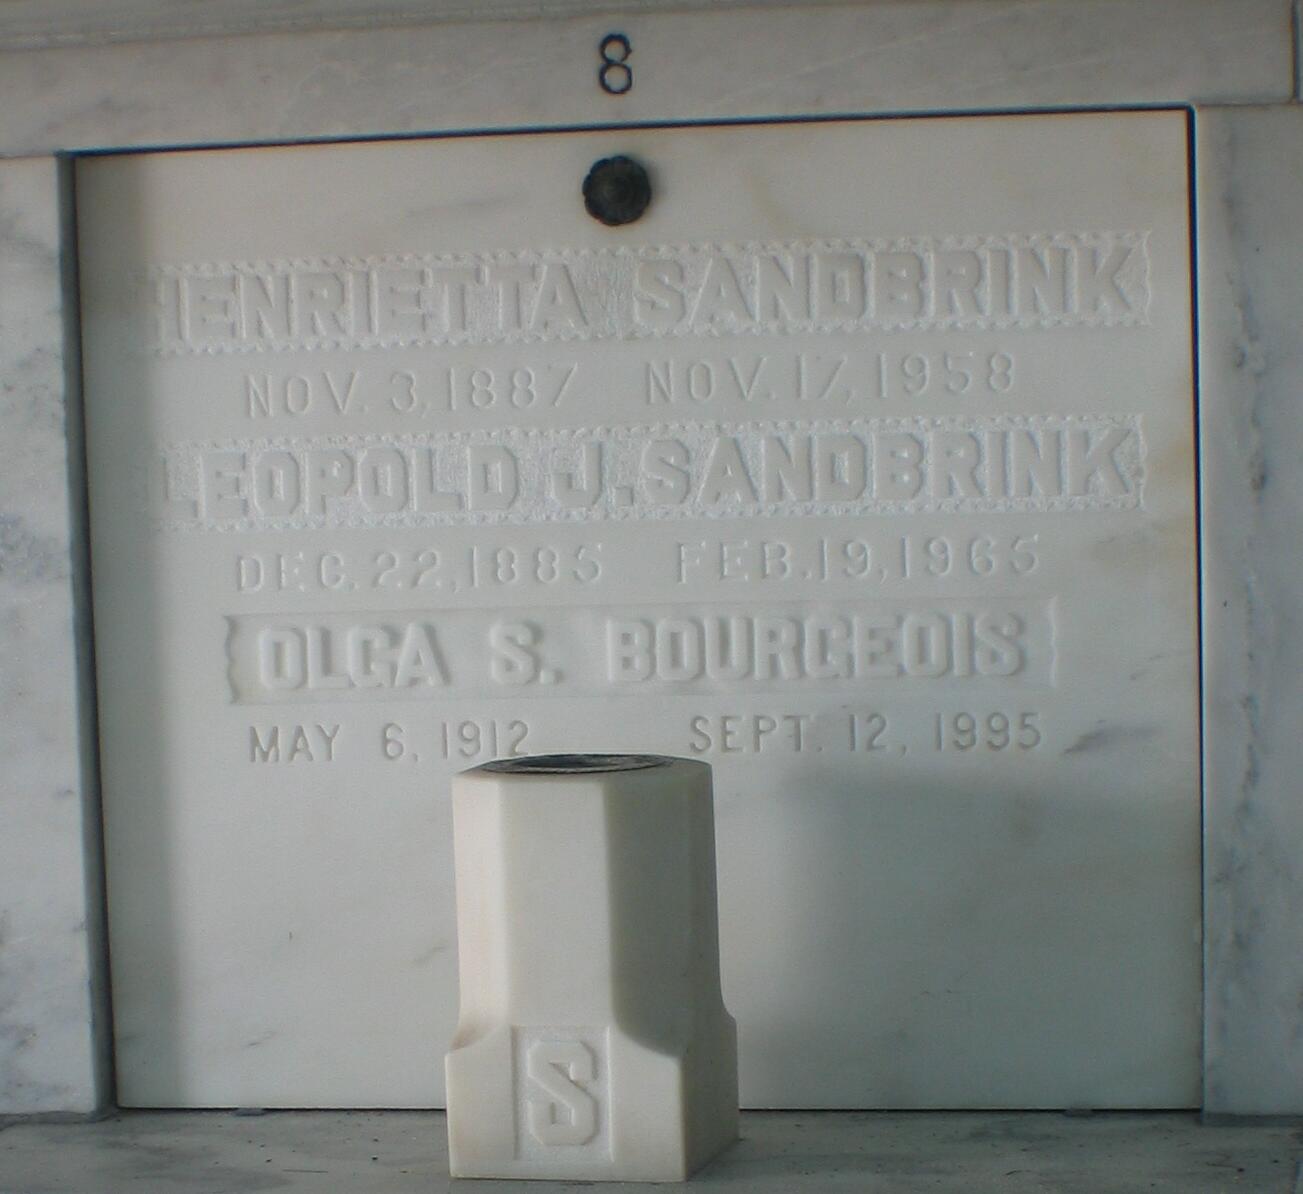 8
HENRIETTA SANDBRINK
NOV. 3, 1887 NOV. 17, 1958
LEOPOLD J. SANDBRINK
DEC. 22, 1885 FEB. 19, 1965
OLGA S. BOURGEOIS
MAY 6, 1912 SEPT. 12, 1995
S